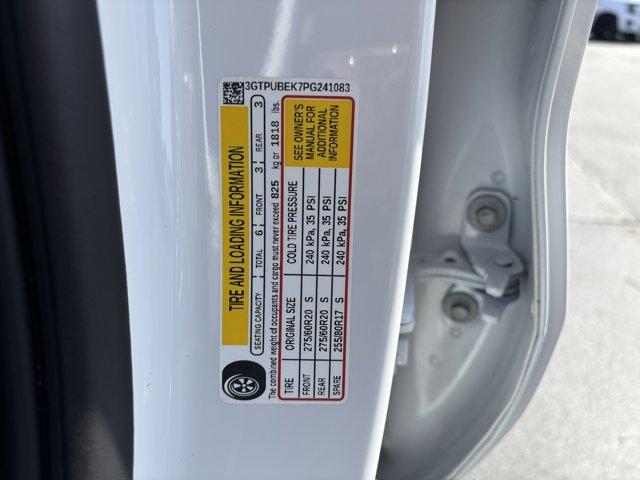 3GTPUBEK7PG241083
TIRE AND LOADING INFORMATION
SEATING CAPACITY TOTAL 6 FRONT 3 REAR 3
The combined weight of occupants and cargo must never exceed 825 kg or 1818 lbs.
TIRE ORIGINAL SIZE COLD TIRE PRESSURE
FRONT 275/60R20 S 240 kPa, 35 PSI
REAR 275/60R20 S 240 kPa, 35 PSI
SPARE 255/80R17 S 240 kPa, 35 PSI
SEE OWNER'S
MANUAL FOR
ADDITIONAL
INFORMATION